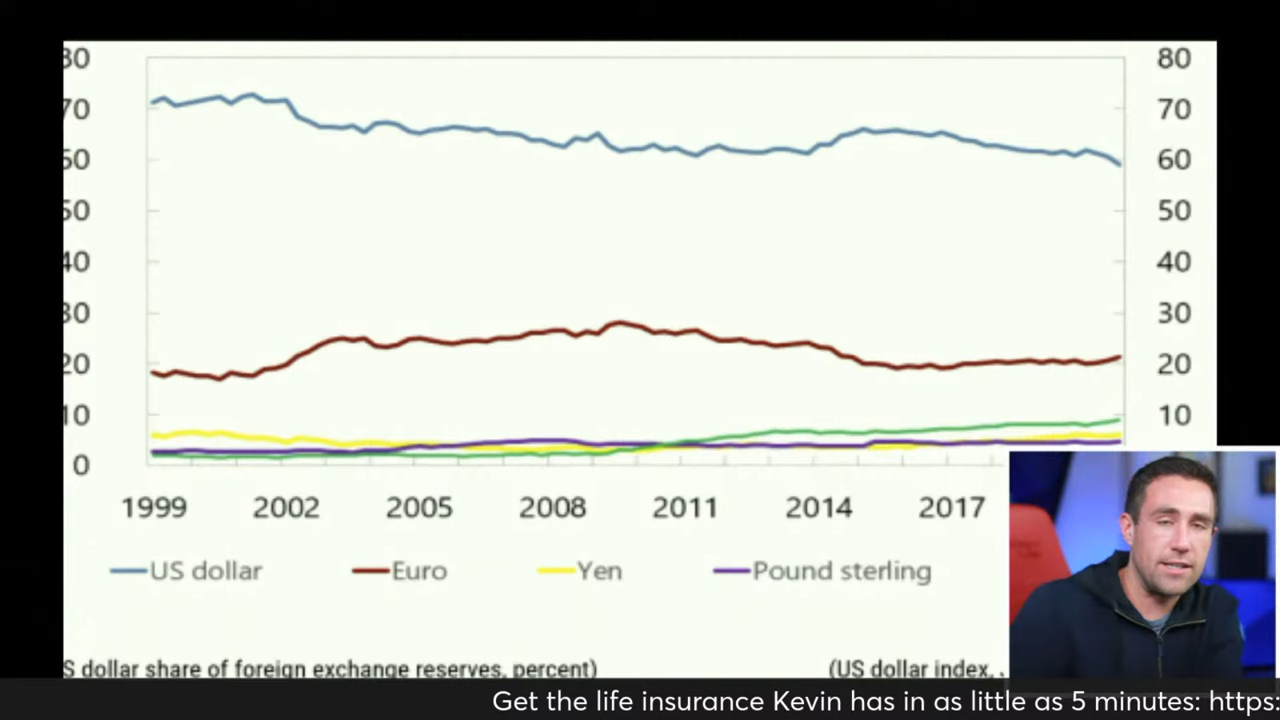 80 80
70 70
60 60
50 50
40 40
30 30
20 20
10 10
0
1999 2002 2005 2008 2011 2014 2017
US dollar Euro Yen Pound sterling
S dollar share of foreign exchange reserves, percent) (US dollar index,
Get the life insurance Kevin has in as little as 5 minutes: https: